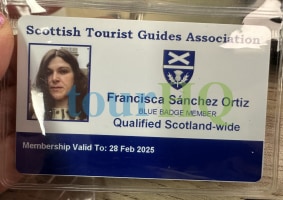 Scottish Tourist Guides Association
tourHQ
Francisca Sánchez Ortiz
BLUE BADGE MEMBER
Qualified Scotland-wide
Membership Valid To: 28 Feb 2025